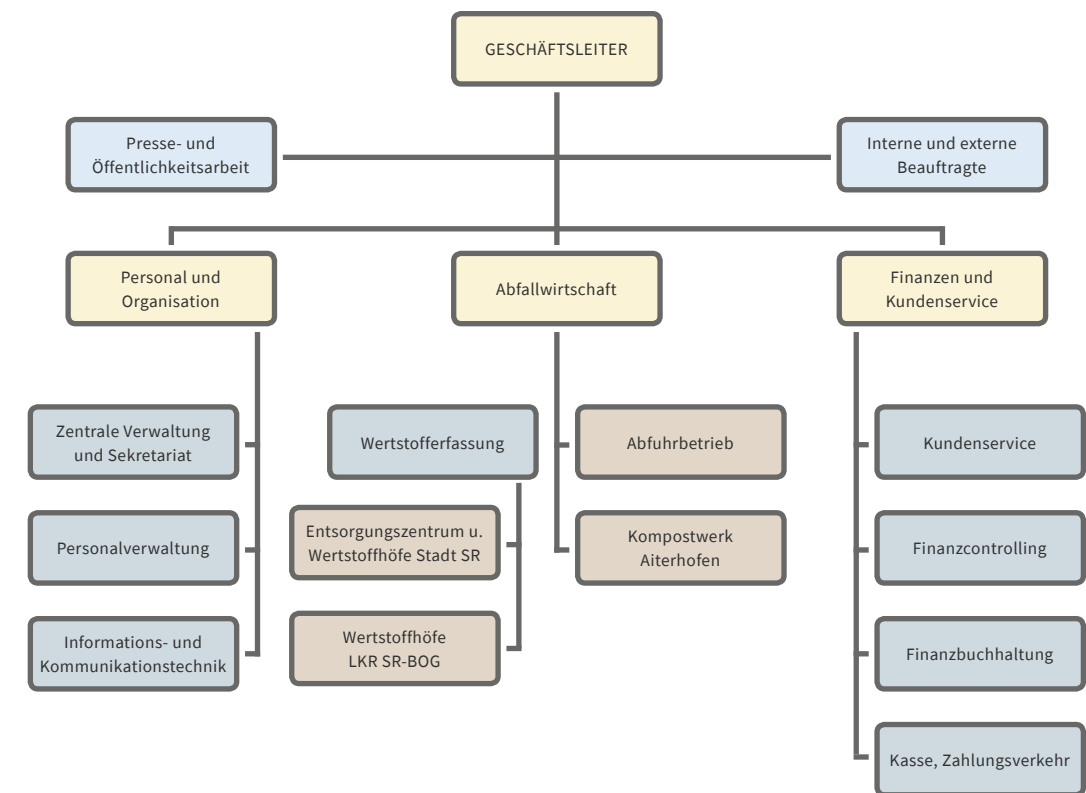 GESCHÄFTSLEITER
Presse- und
Öffentlichkeitsarbeit
Interne und externe
Beauftragte
Personal und
Organisation
Abfallwirtschaft
Finanzen und
Kundenservice
Zentrale Verwaltung
und Sekretariat
Personalverwaltung
Informations- und
Kommunikationstechnik
Wertstofferfassung
Entsorgungszentrum u.
Wertstoffhöfe Stadt SR
Wertstoffhöfe
LKR SR-BOG
Abfuhrbetrieb
Kompostwerk
Aiterhofen
Kundenservice
Finanzcontrolling
Finanzbuchhaltung
Kasse, Zahlungsverkehr